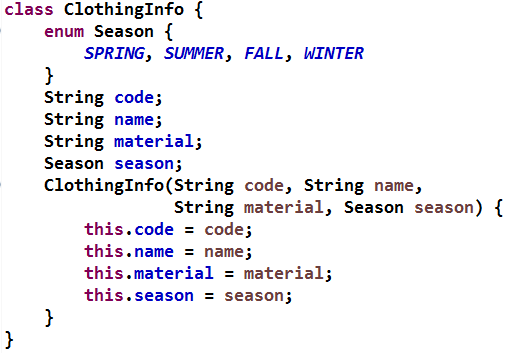 class ClothingInfo {
    enum Season {
        SPRING, SUMMER, FALL, WINTER
    }
    String code;
    String name;
    String material;
    Season season;
    ClothingInfo(String code, String name,
                 String material, Season season) {
        this.code = code;
        this.name = name;
        this.material = material;
        this.season = season;
    }
}